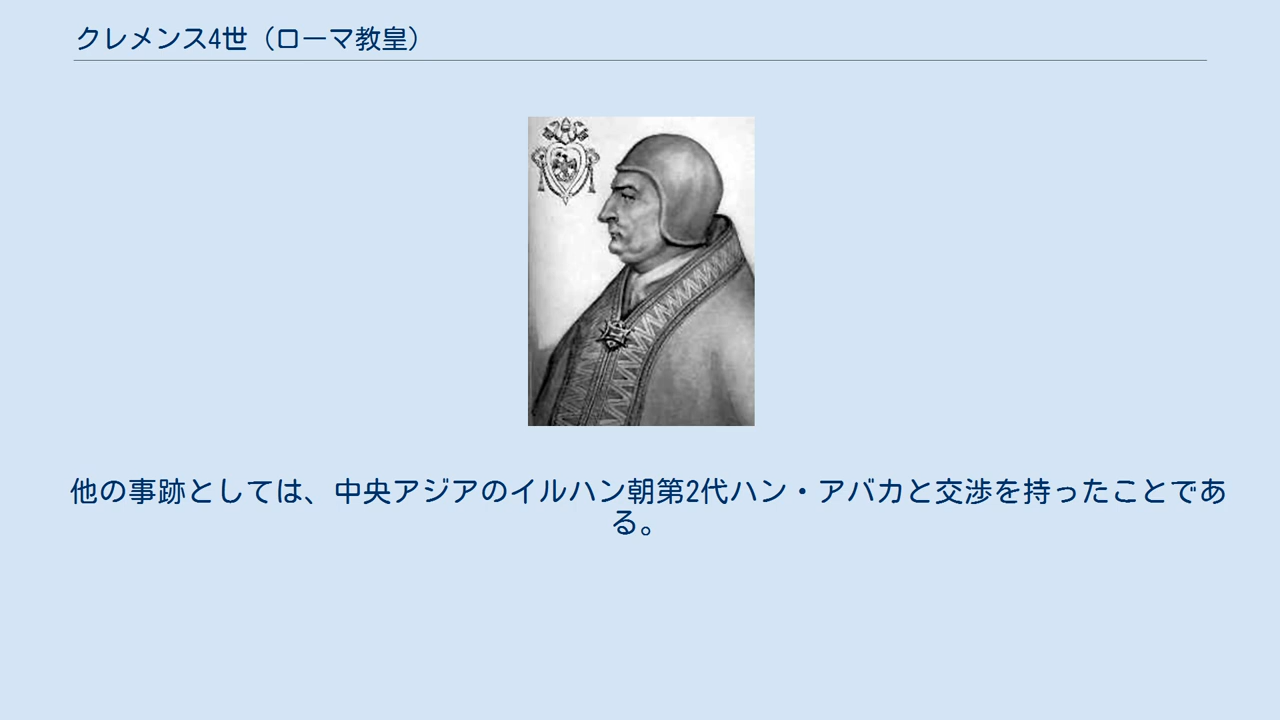 クレメンス4世（ローマ教皇）
他の事跡としては、中央アジアのイルハン朝第2代ハン・アバカと交渉を持ったことであ
る。